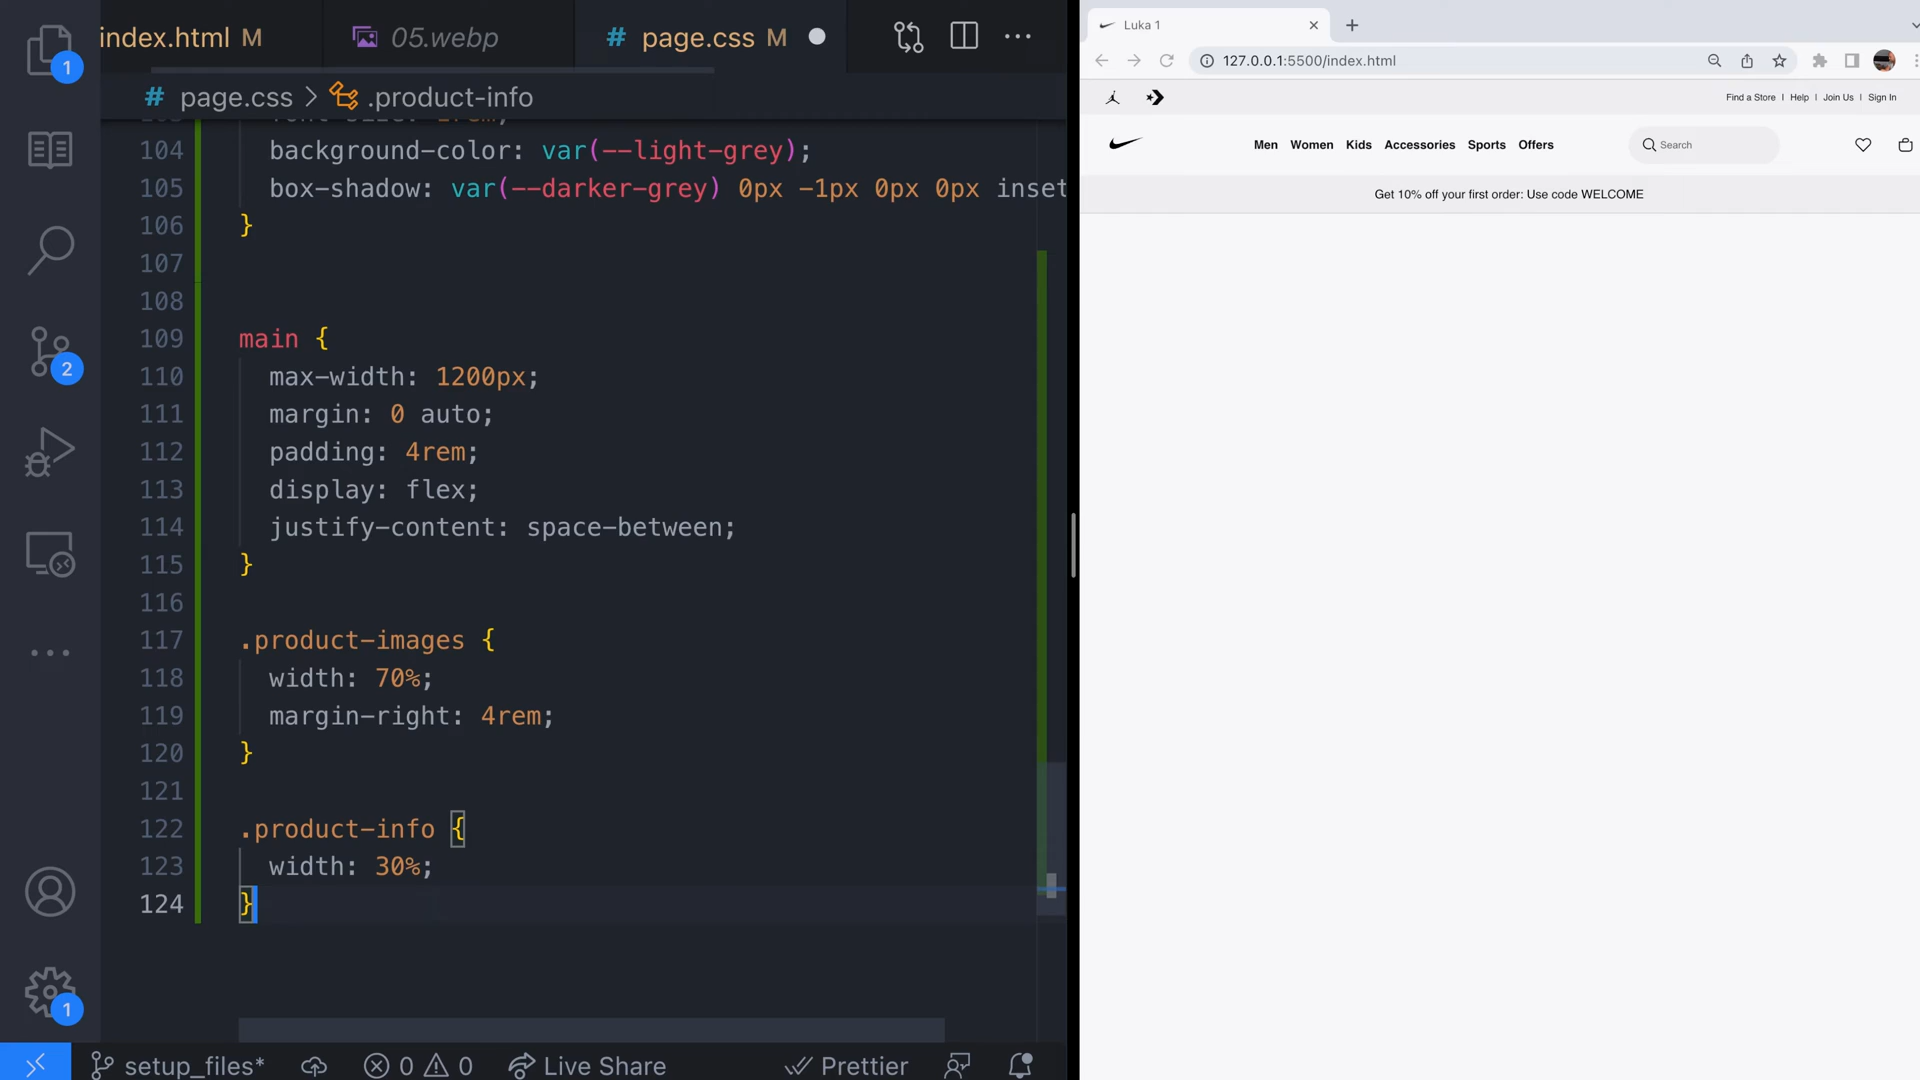 index.html M
05.webp
# page.css M
# page.css > .product-info
104 background-color: var(--light-grey);
105 box-shadow: var(--darker-grey) 0px -1px 0px 0px inset
106 }
107
108
109 main {
110 max-width: 1200px;
111 margin: 0 auto;
112 padding: 4rem;
113 display: flex;
114 justify-content: space-between;
115 }
116
117 .product-images {
118 width: 70%;
119 margin-right: 4rem;
120 }
121
122 .product-info {
123 width: 30%;
124 }
1
2
1
setup_files* 0 0 Live Share Prettier
Luka 1
127.0.0.1:5500/index.html
Find a Store | Help | Join Us | Sign In
Men Women Kids Accessories Sports Offers Search
Get 10% off your first order: Use code WELCOME